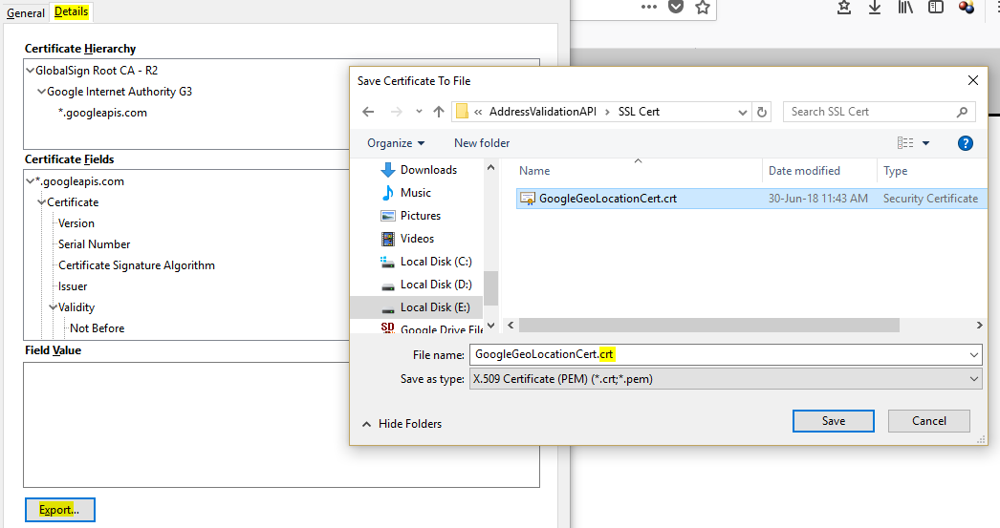 General Details
Certificate Hierarchy
GlobalSign Root CA - R2
Google Internet Authority G3
*.googleapis.com
Certificate Fields
*.googleapis.com
Certificate
Version
Serial Number
Certificate Signature Algorithm
Issuer
Validity
Not Before
Field Value
Export...
Save Certificate To File
« AddressValidationAPI > SSL Cert
Search SSL Cert
Organize New folder
Downloads
Music
Pictures
Videos
Local Disk (C:)
Local Disk (D:)
Local Disk (E:)
Google Drive File
Name Date modified Type
GoogleGeoLocationCert.crt 30-Jun-18 11:43 AM Security Certificate
File name: GoogleGeoLocationCert.crt
Save as type: X.509 Certificate (PEM) (*.crt;*.pem)
Hide Folders
Save Cancel